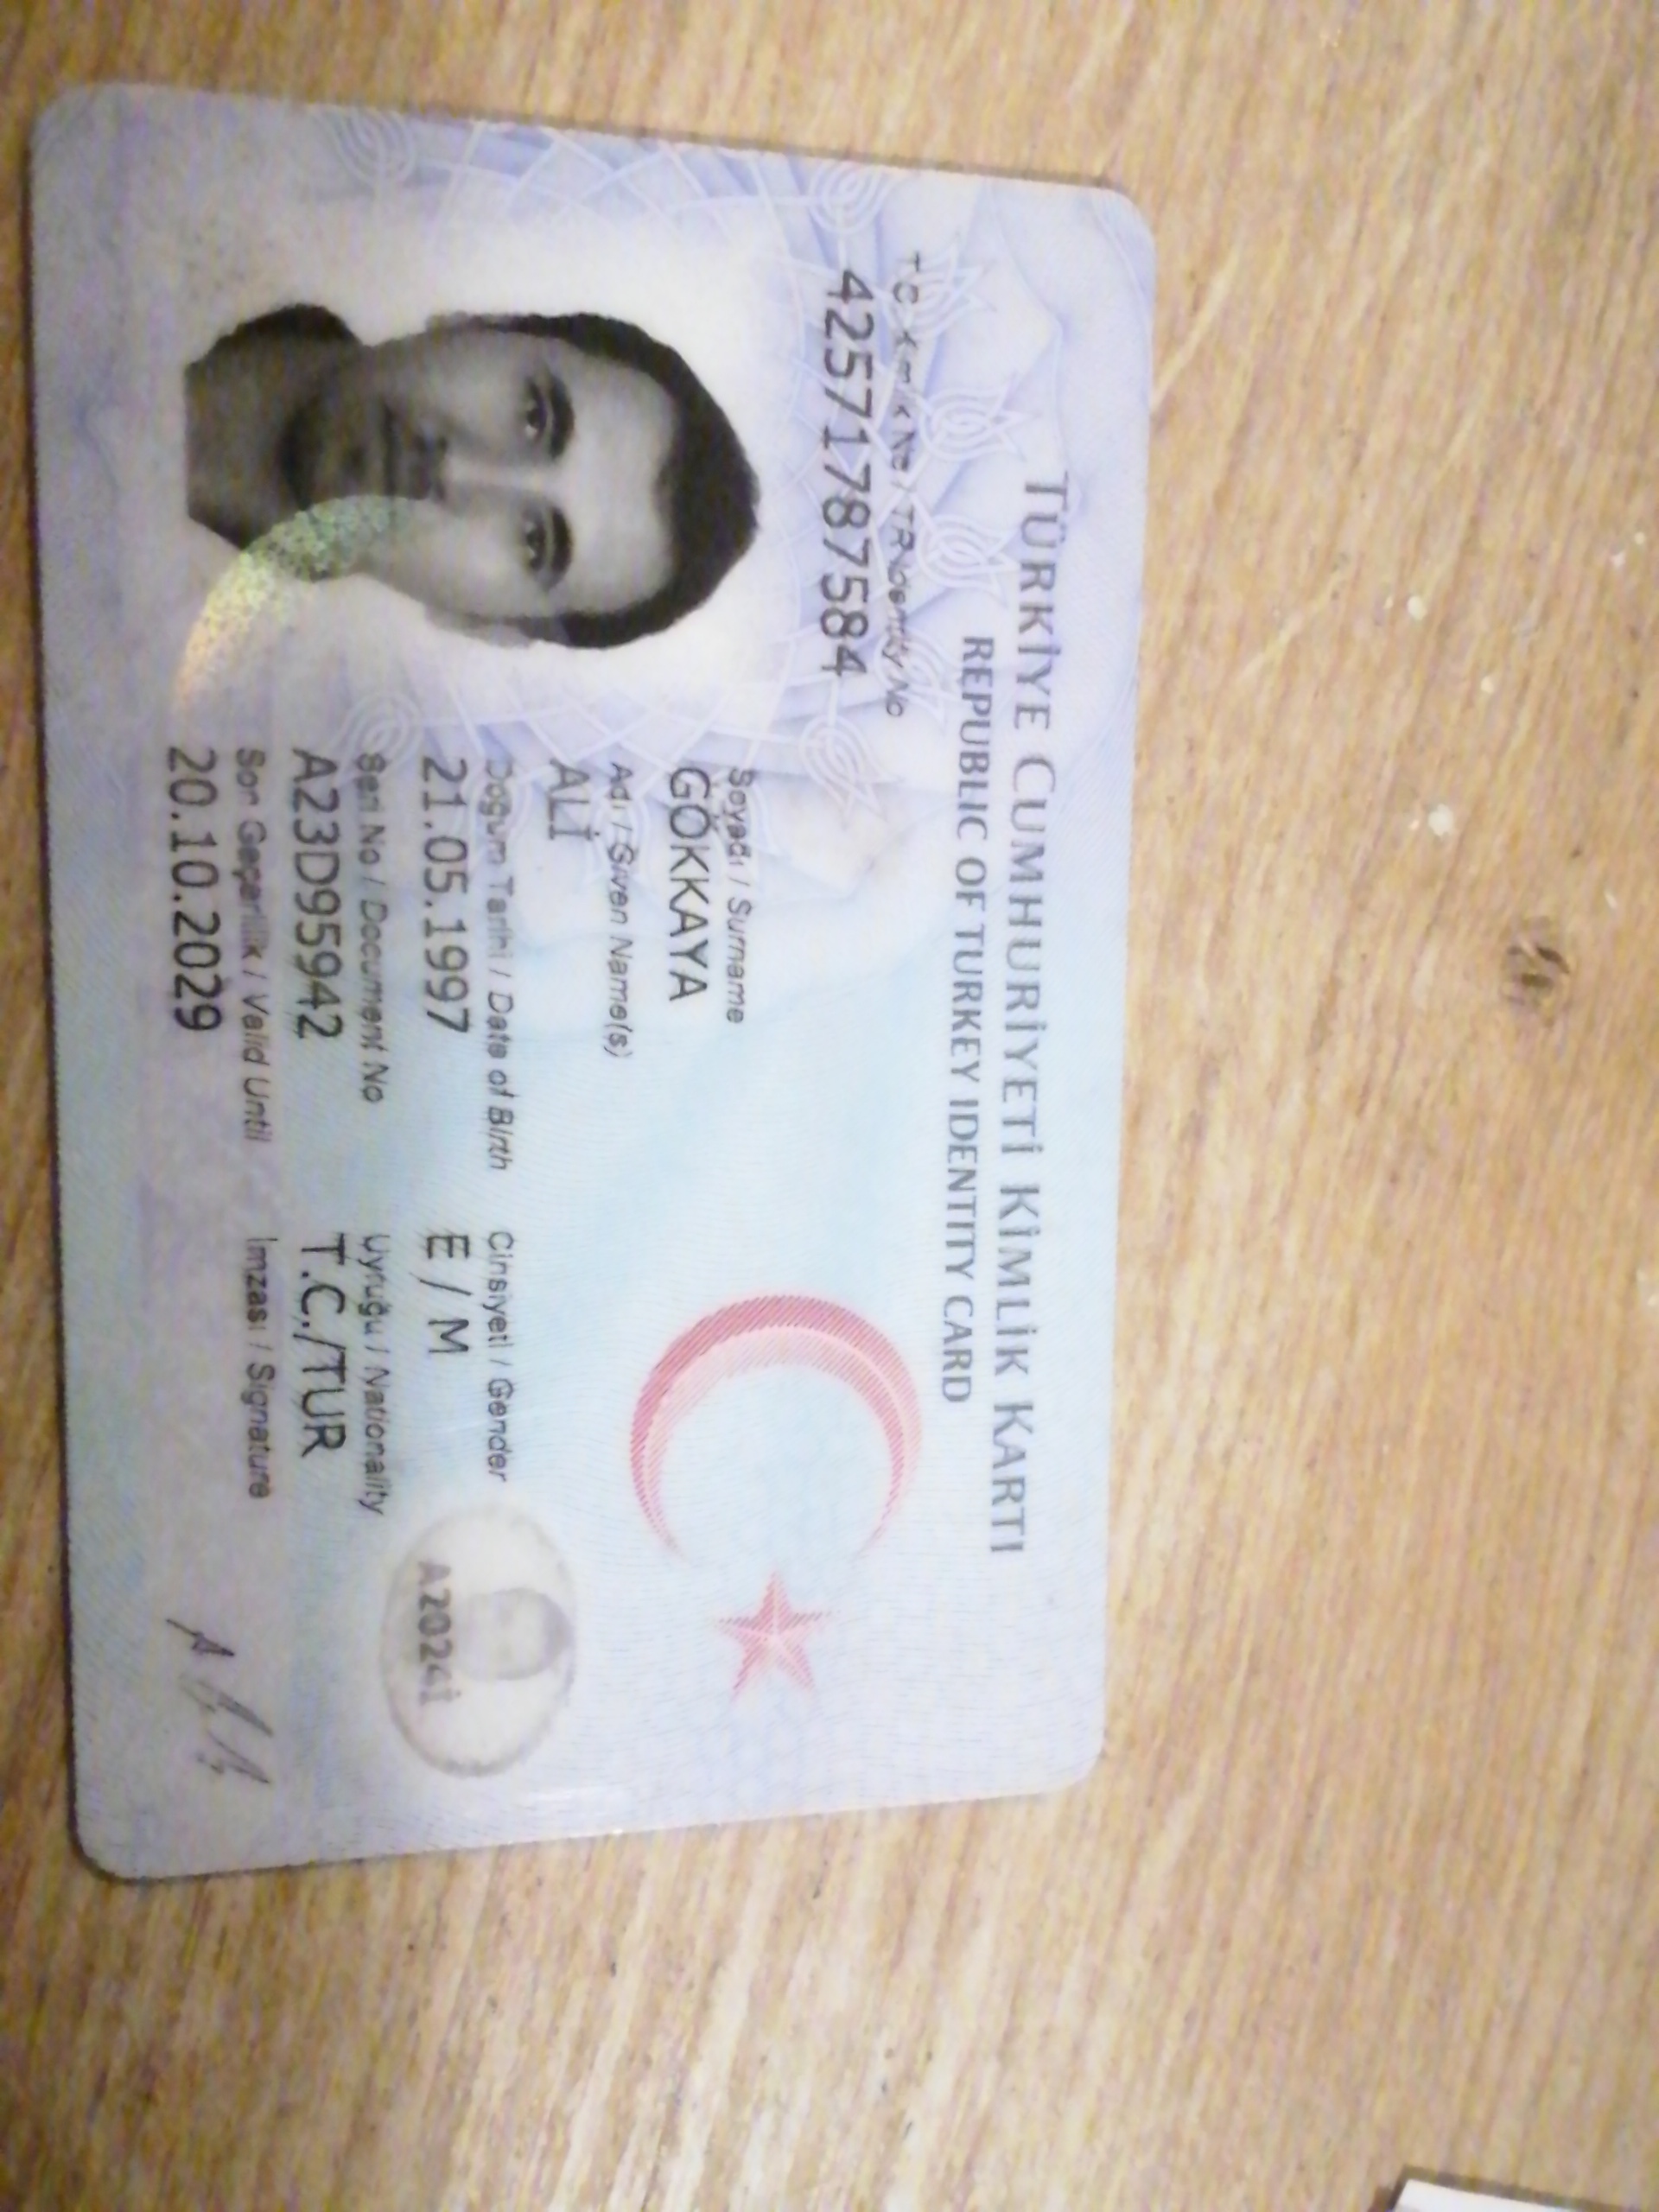 TÜRKİYE CUMHURİYETİ KİMLİK KARTI
REPUBLIC OF TURKEY IDENTITY CARD
T.C. Kimlik No / TR Identity No
42571787584
Soyadı / Surname
GÖKKAYA
Adı / Given Name(s)
ALİ
Doğum Tarihi / Date of Birth
21.05.1997
Cinsiyeti / Gender
E / M
Seri No / Document No
A23D95942
Uyruğu / Nationality
T.C./TUR
Son Geçerlilik / Valid Until
20.10.2029
İmzası / Signature